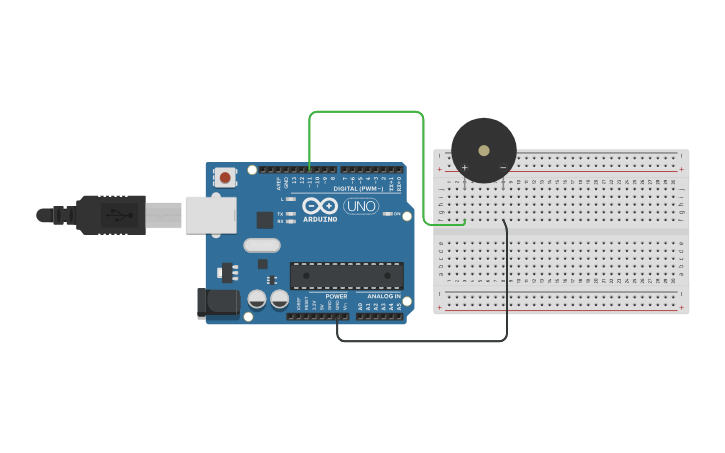 AREF
GND
13
12
~11
~10
~9
8
7
~6
~5
4
~3
2
TX→1
RX←0
DIGITAL (PWM~)
L
TX
RX
ARDUINO
UNO
ON
POWER
ANALOG IN
IOREF
RESET
3.3V
5V
GND
GND
Vin
A0
A1
A2
A3
A4
A5
+ −
− −
+ +
j j
i i
h h
g g
f f
e e
d d
c c
b b
a a
− −
+ +